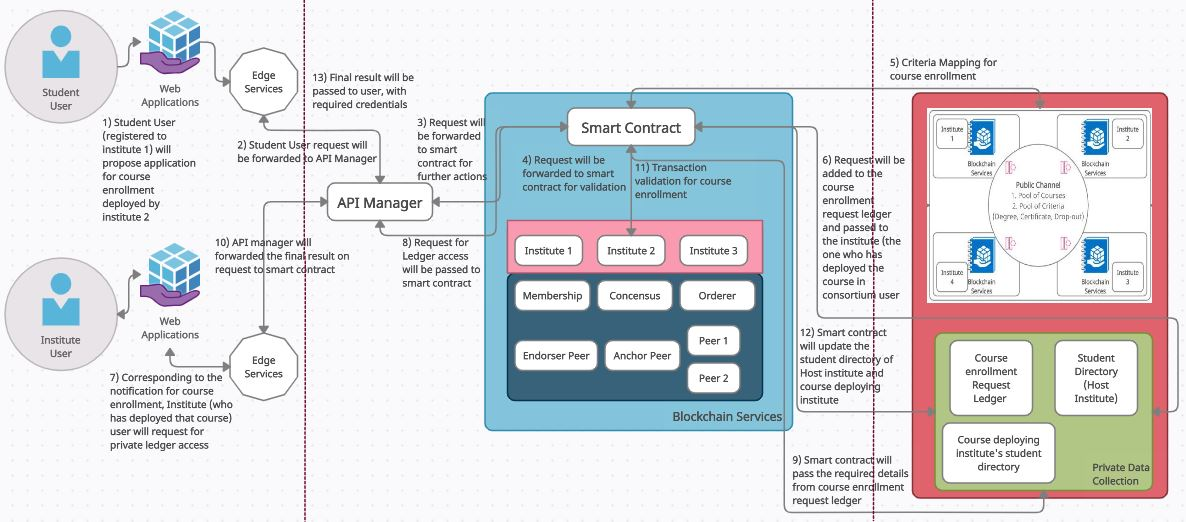 Student
User
Web
Applications
Edge
Services
1) Student User
(registered to
institute 1) will
propose application
for course
enrollment
deployed by
institute 2
2) Student User request will
be forwarded to API Manager
13) Final result will be
passed to user, with
required credentials
3) Request will
be forwarded
to smart
contract for
further actions
API Manager
10) API manager will
forwarded the final result on
request to smart contract
8) Request for
Ledger access
will be passed to
smart contract
Institute
User
Web
Applications
Edge
Services
7) Corresponding to the
notification for course
enrollment, Institute (who
has deployed that course)
user will request for
private ledger access
Smart Contract
4) Request will be
forwarded to smart
contract for validation
11) Transaction
validation for course
enrollment
Institute 1
Institute 2
Institute 3
Membership
Concensus
Orderer
Endorser Peer
Anchor Peer
Peer 1
Peer 2
Blockchain Services
5) Criteria Mapping for
course enrollment
6) Request will be
added to the
course
enrollment
request ledger
and passed to
the institute (the
one who has
deployed the
course in
consortium user
12) Smart contract
will update the
student directory of
Host institute and
course deploying
institute
9) Smart contract will
pass the required details
from course enrollment
request ledger
Institute
1
Blockchain
Services
Blockchain
Services
Institute
2
Public Channel
1. Pool of Courses
2. Pool of Criteria
(Degree, Certificate, Drop-out)
Institute
4
Blockchain
Services
Blockchain
Services
Institute
3
Course
enrollment
Request
Ledger
Student
Directory
(Host
Institute)
Course deploying
institute's student
directory
Private Data
Collection